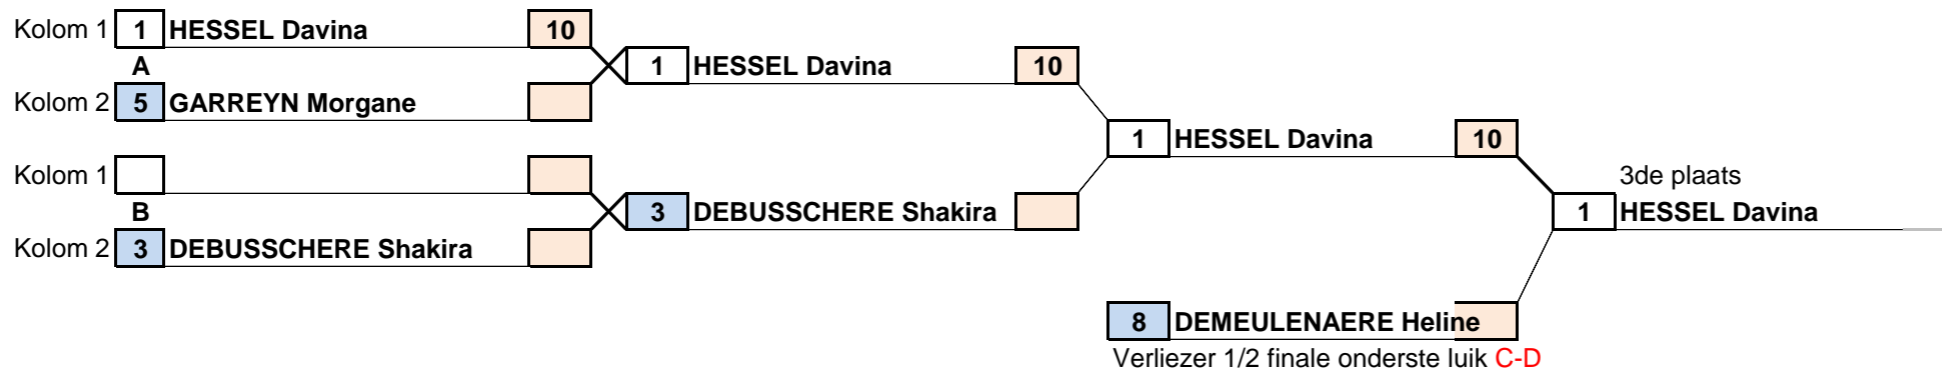 Kolom 1 1 HESSEL Davina 10
A
Kolom 2 5 GARREYN Morgane
1 HESSEL Davina 10
Kolom 1
B
Kolom 2 3 DEBUSSCHERE Shakira
3 DEBUSSCHERE Shakira
1 HESSEL Davina 10
8 DEMEULENAERE Heline
Verliezer 1/2 finale onderste luik C-D
3de plaats
1 HESSEL Davina